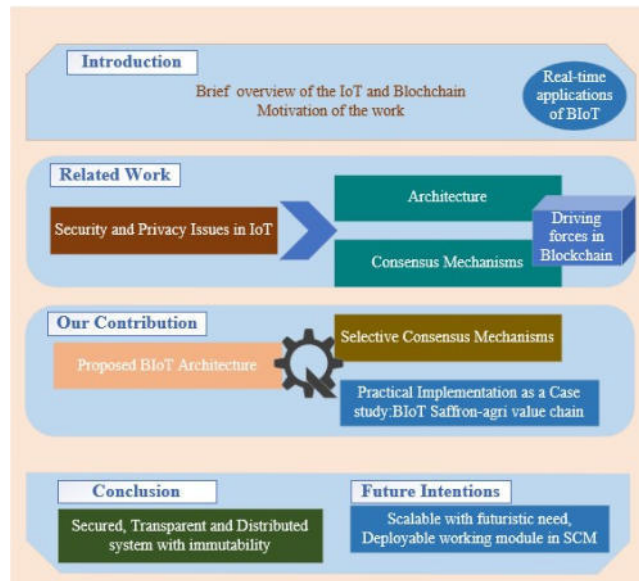 Introduction
Brief overview of the IoT and Blochchain
Motivation of the work
Real-time
applications
of BIoT
Related Work
Security and Privacy Issues in IoT
Architecture
Consensus Mechanisms
Driving
forces in
Blockchain
Our Contribution
Proposed BIoT Architecture
Selective Consensus Mechanisms
Practical Implementation as a Case
study:BIoT Saffron-agri value chain
Conclusion
Secured, Transparent and Distributed
system with immutability
Future Intentions
Scalable with futuristic need,
Deployable working module in SCM